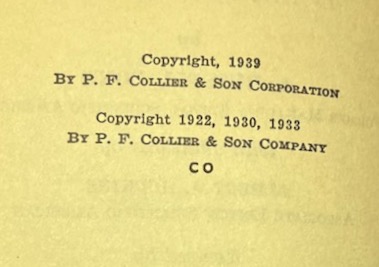 Copyright, 1939
By P. F. Collier & Son Corporation
Copyright 1922, 1930, 1933
By P. F. Collier & Son Company
CO